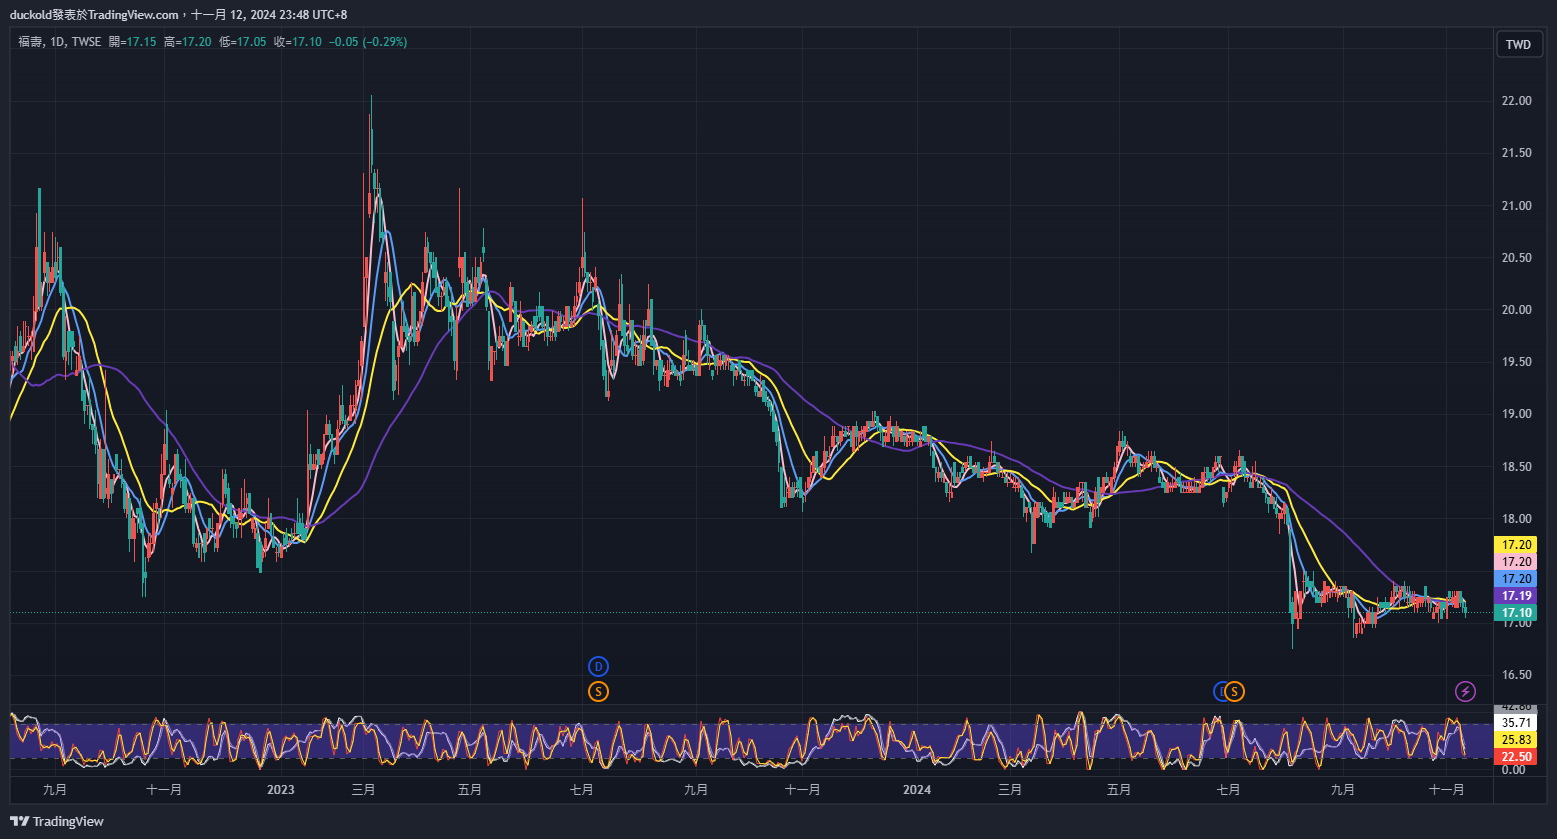 duckold發表於TradingView.com，十一月 12, 2024 23:48 UTC+8
福壽, 1D, TWSE 開=17.15 高=17.20 低=17.05 收=17.10 −0.05 (−0.29%)
TWD
22.00
21.50
21.00
20.50
20.00
19.50
19.00
18.50
18.00
17.20
17.20
17.20
17.19
17.10
17.00
16.50
D
S
D
S
42.86
35.71
25.83
22.50
0.00
九月 十一月 2023 三月 五月 七月 九月 十一月 2024 三月 五月 七月 九月 十一月
TradingView